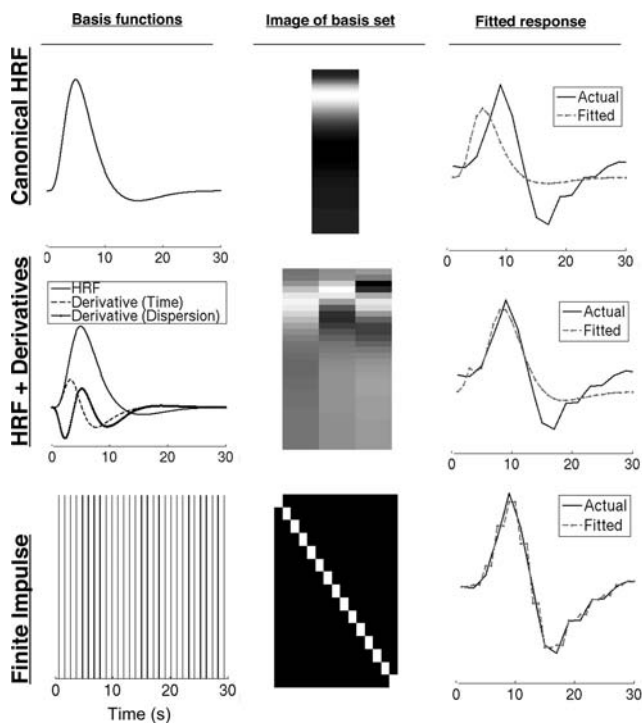 Basis functions
Image of basis set
Fitted response
Canonical HRF
0 10 20 30
Actual
Fitted
0 10 20 30
HRF + Derivatives
HRF
Derivative (Time)
Derivative (Dispersion)
0 10 20 30
Actual
Fitted
0 10 20 30
Finite Impulse
0 10 20 30
Time (s)
Actual
Fitted
0 10 20 30